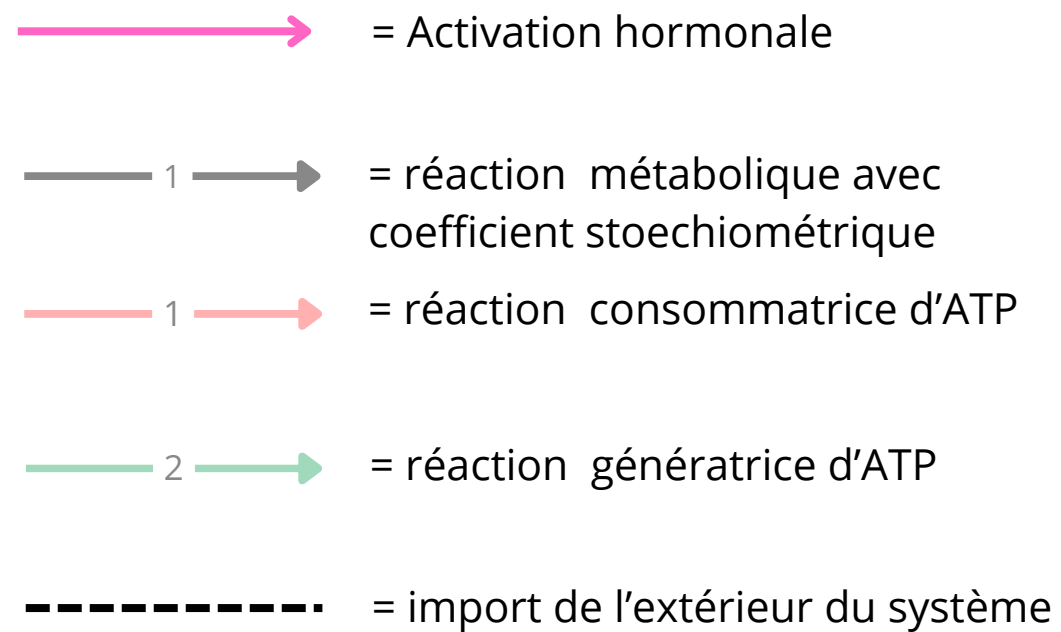 = Activation hormonale
1 = réaction  métabolique avec
coefficient stoechiométrique
1 = réaction  consommatrice d’ATP
2 = réaction  génératrice d’ATP
= import de l’extérieur du système